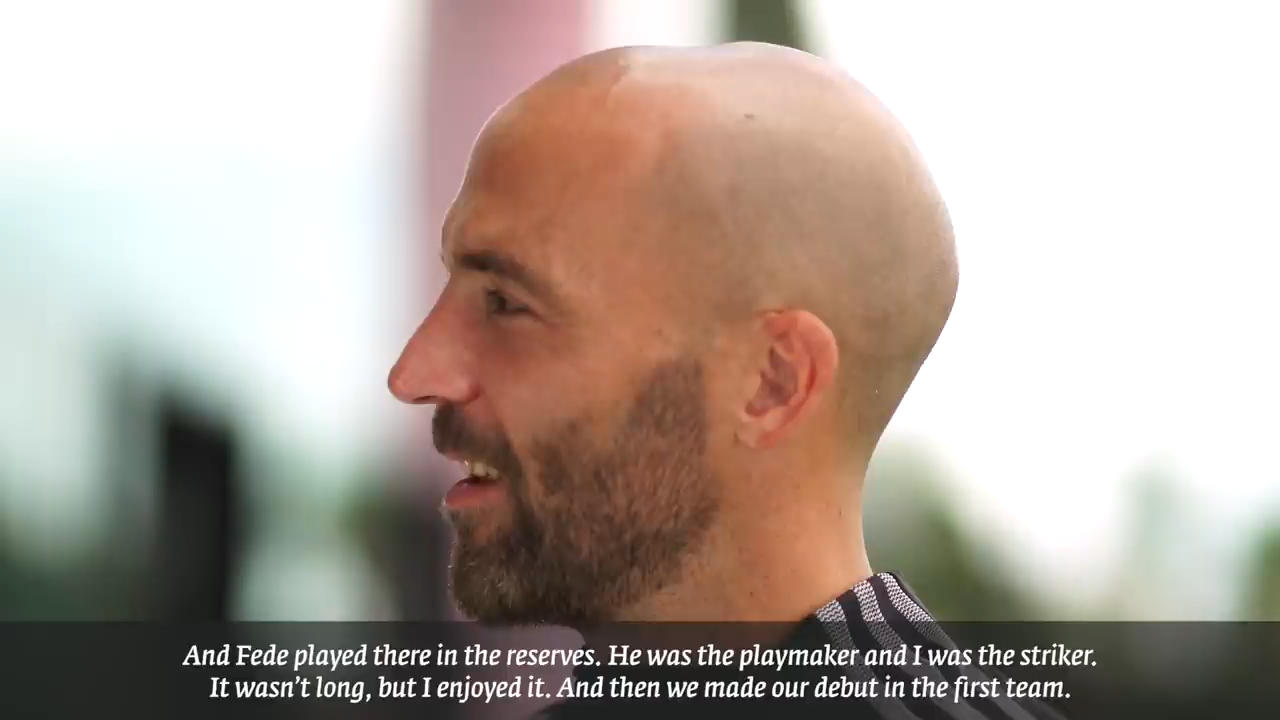 And Fede played there in the reserves. He was the playmaker and I was the striker.
It wasn't long, but I enjoyed it. And then we made our debut in the first team.